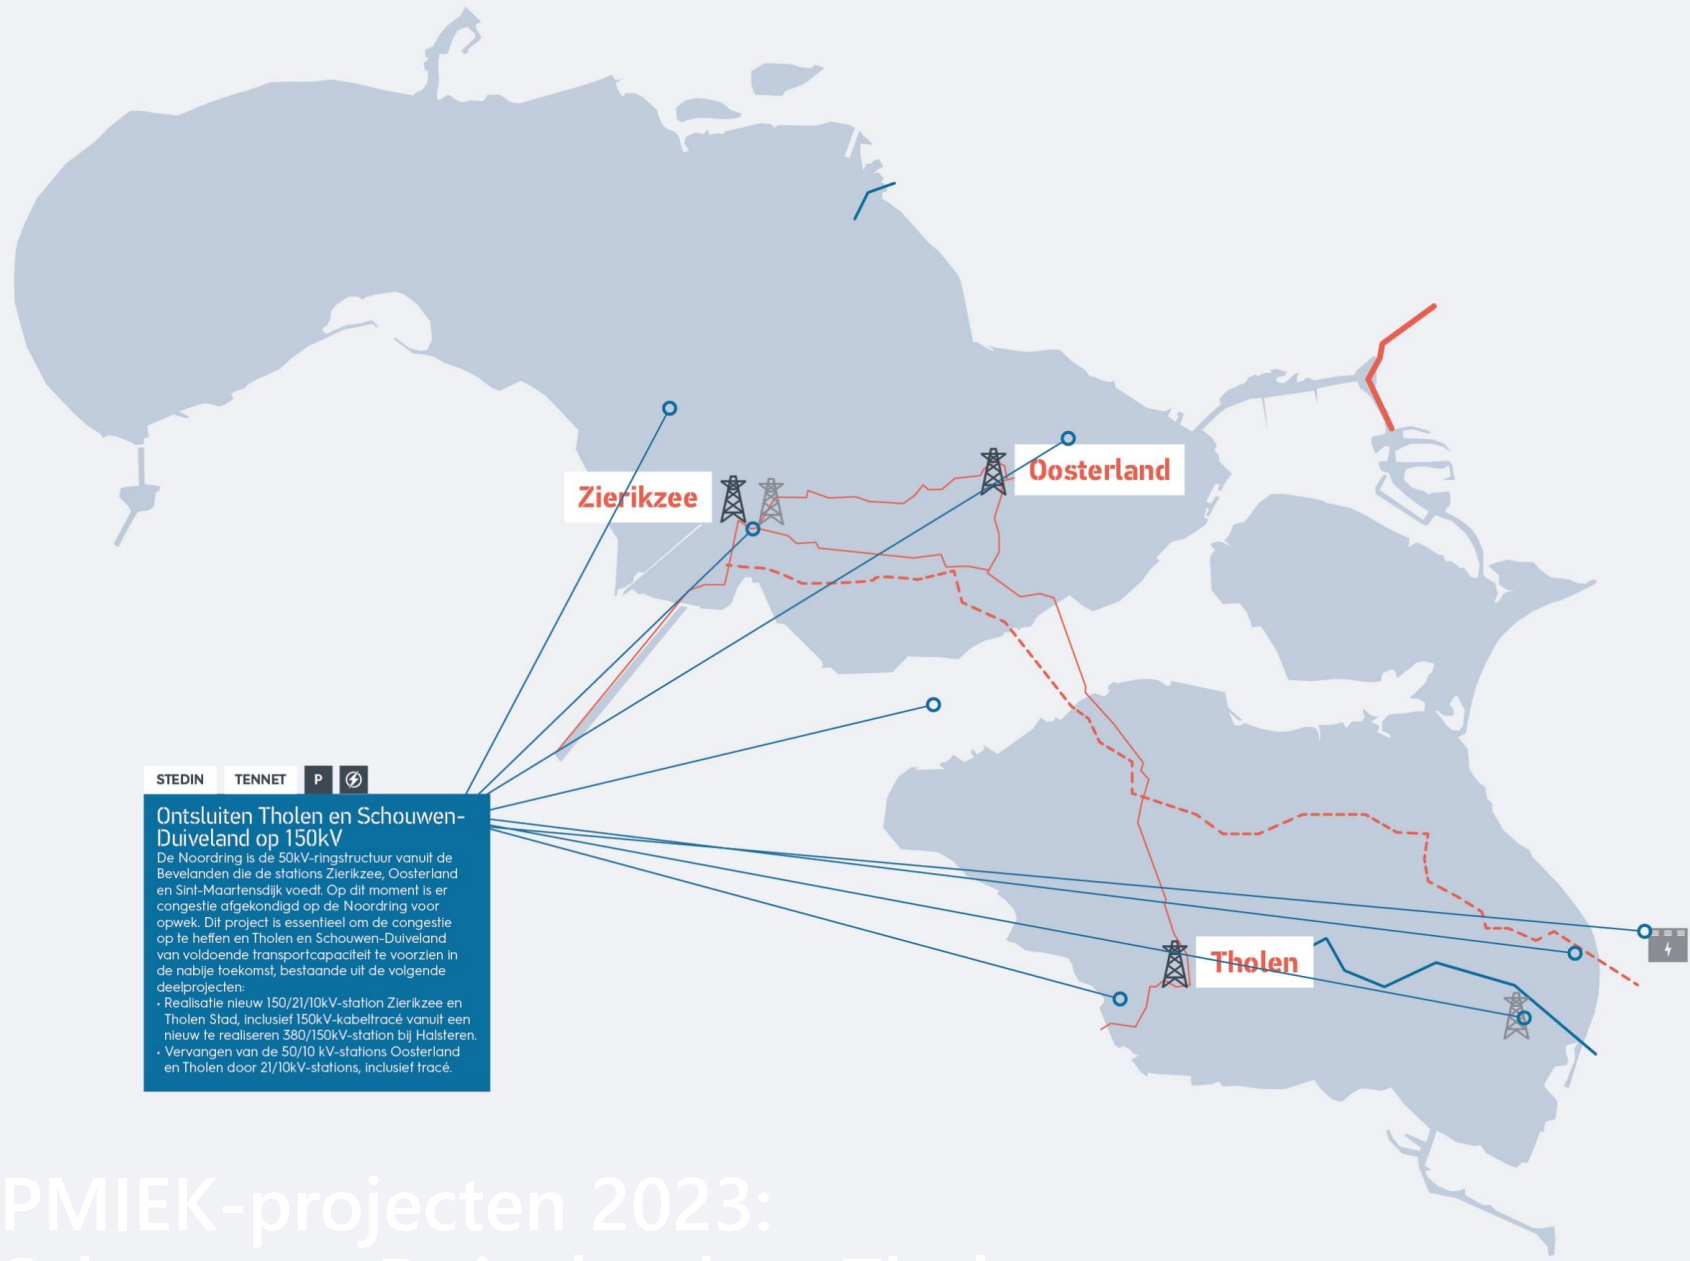 Zierikzee
Oosterland
STEDIN TENNET P
Ontsluiten Tholen en Schouwen-
Duiveland op 150kV
De Noordring is de 50kV-ringstructuur vanuit de
Bevelanden die de stations Zierikzee, Oosterland
en Sint-Maartensdijk voedt. Op dit moment is er
congestie afgekondigd op de Noordring voor
opwek. Dit project is essentieel om de congestie
op te heffen en Tholen en Schouwen-Duiveland
van voldoende transportcapaciteit te voorzien in
de nabije toekomst, bestaande uit de volgende
deelprojecten:
• Realisatie nieuw 150/21/10kV-station Zierikzee en
Tholen Stad, inclusief 150kV-kabeltracé vanuit een
nieuw te realiseren 380/150kV-station bij Halsteren.
• Vervangen van de 50/10 kV-stations Oosterland
en Tholen door 21/10kV-stations, inclusief tracé.
Tholen
PMIEK-projecten 2023: